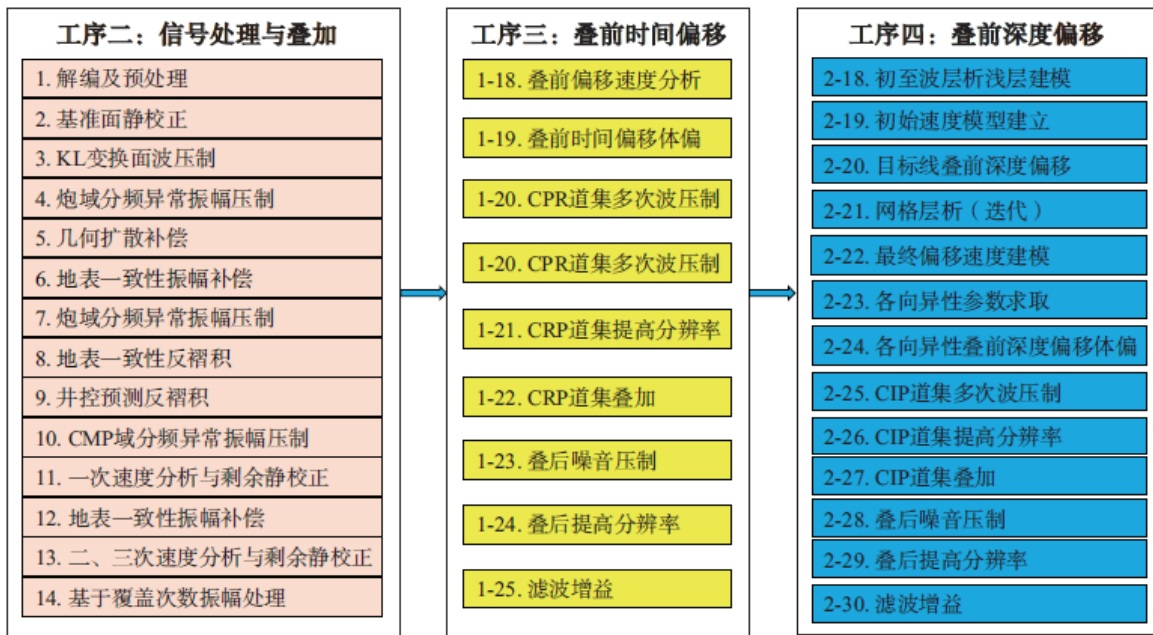 工序二：信号处理与叠加
1. 解编及预处理
2. 基准面静校正
3. KL变换面波压制
4. 炮域分频异常振幅压制
5. 几何扩散补偿
6. 地表一致性振幅补偿
7. 炮域分频异常振幅压制
8. 地表一致性反褶积
9. 井控预测反褶积
10. CMP域分频异常振幅压制
11. 一次速度分析与剩余静校正
12. 地表一致性振幅补偿
13. 二、三次速度分析与剩余静校正
14. 基于覆盖次数振幅处理
工序三：叠前时间偏移
1-18. 叠前偏移速度分析
1-19. 叠前时间偏移体偏
1-20. CPR道集多次波压制
1-20. CPR道集多次波压制
1-21. CRP道集提高分辨率
1-22. CRP道集叠加
1-23. 叠后噪音压制
1-24. 叠后提高分辨率
1-25. 滤波增益
工序四：叠前深度偏移
2-18. 初至波层析浅层建模
2-19. 初始速度模型建立
2-20. 目标线叠前深度偏移
2-21. 网格层析（迭代）
2-22. 最终偏移速度建模
2-23. 各向异性参数求取
2-24. 各向异性叠前深度偏移体偏
2-25. CIP道集多次波压制
2-26. CIP道集提高分辨率
2-27. CIP道集叠加
2-28. 叠后噪音压制
2-29. 叠后提高分辨率
2-30. 滤波增益